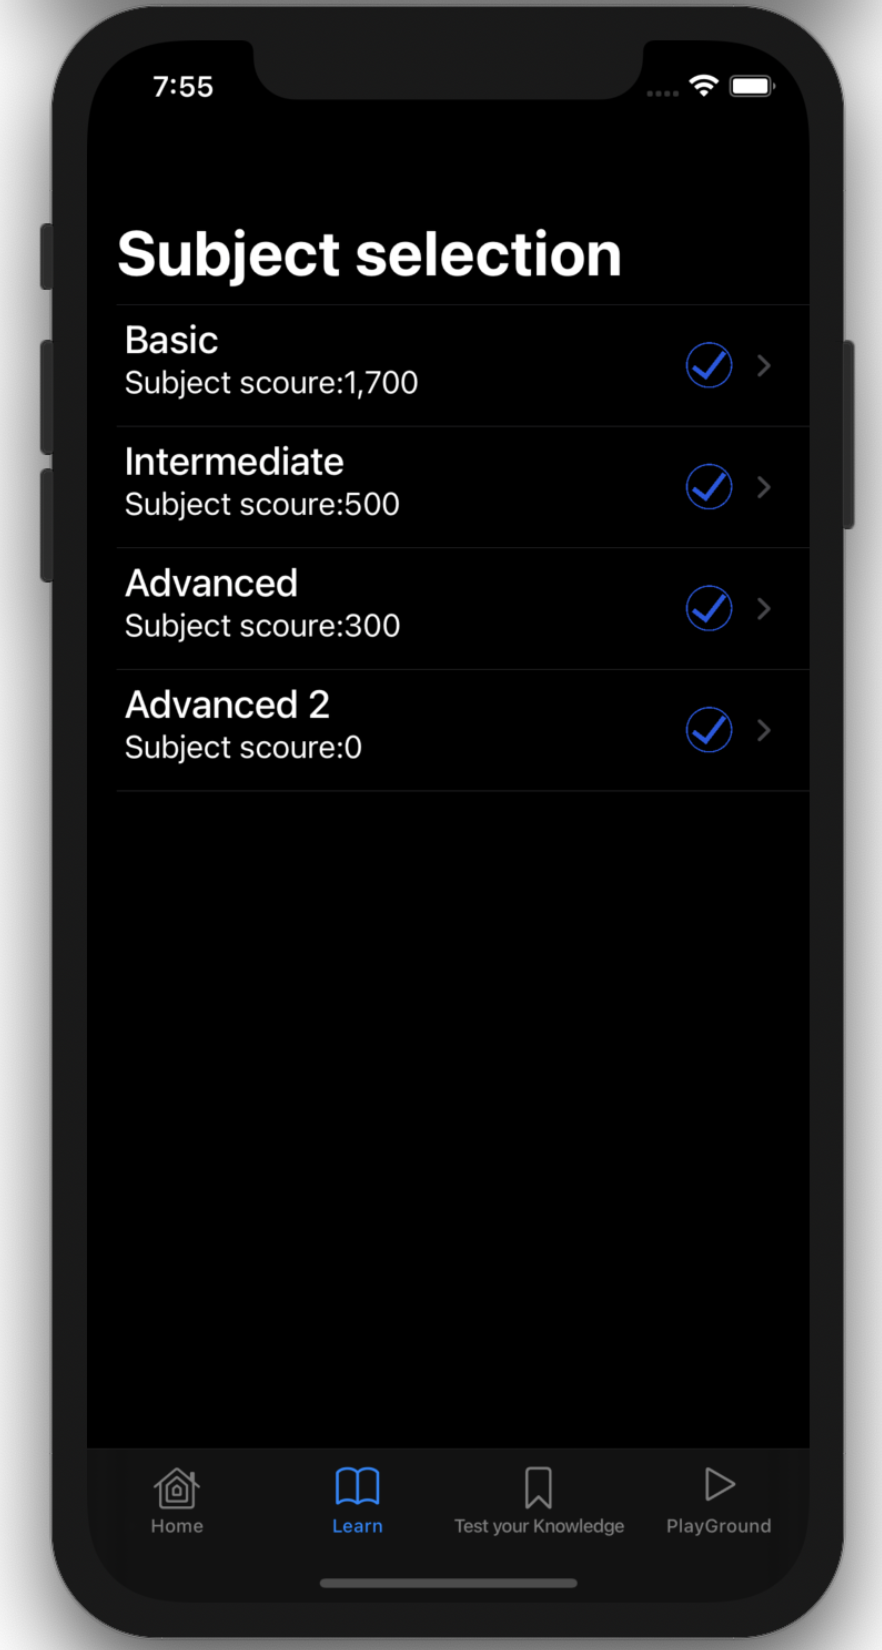 7:55
Subject selection
Basic
Subject scoure:1,700
Intermediate
Subject scoure:500
Advanced
Subject scoure:300
Advanced 2
Subject scoure:0
Home
Learn
Test your Knowledge
PlayGround